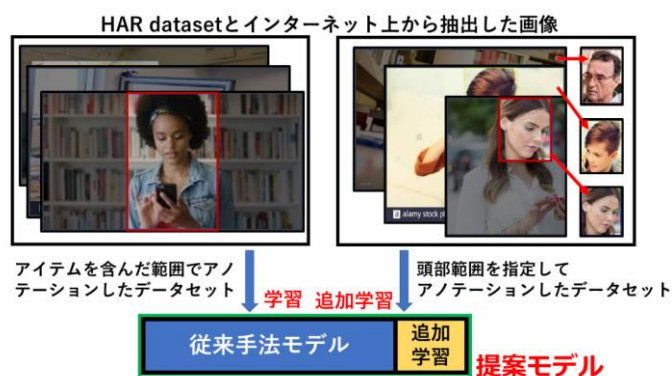 HAR datasetとインターネット上から抽出した画像
a alamy stock p
アイテムを含んだ範囲でアノ
テーションしたデータセット
頭部範囲を指定して
アノテーションしたデータセット
学習
追加学習
従来手法モデル
追加
学習
提案モデル